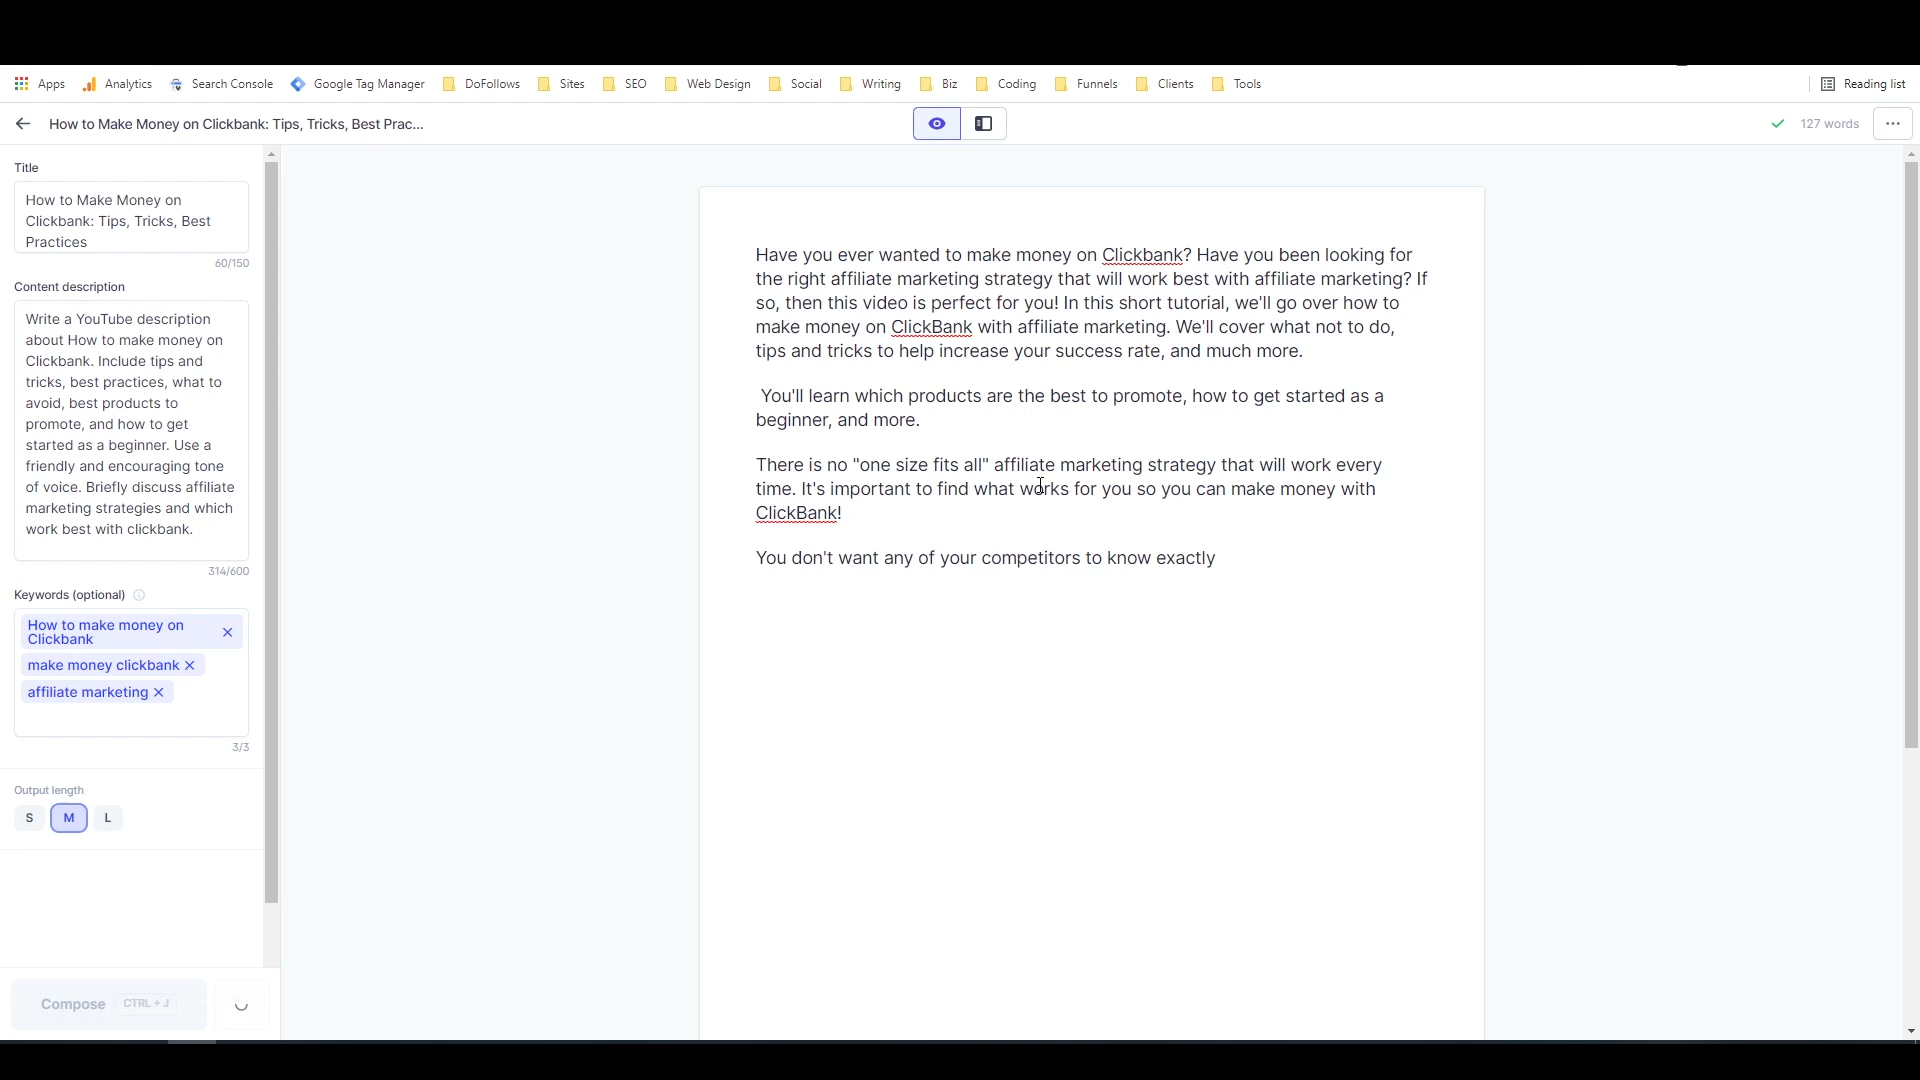 Apps Analytics Search Console Google Tag Manager DoFollows Sites SEO Web Design Social Writing Biz Coding Funnels Clients Tools Reading list
How to Make Money on Clickbank: Tips, Tricks, Best Prac...
127 words
Title
How to Make Money on
Clickbank: Tips, Tricks, Best
Practices
60/150
Content description
Write a YouTube description
about How to make money on
Clickbank. Include tips and
tricks, best practices, what to
avoid, best products to
promote, and how to get
started as a beginner. Use a
friendly and encouraging tone
of voice. Briefly discuss affiliate
marketing strategies and which
work best with clickbank.
314/600
Keywords (optional)
How to make money on
Clickbank
make money clickbank
affiliate marketing
3/3
Output length
S M L
Compose CTRL + J
Have you ever wanted to make money on Clickbank? Have you been looking for
the right affiliate marketing strategy that will work best with affiliate marketing? If
so, then this video is perfect for you! In this short tutorial, we'll go over how to
make money on ClickBank with affiliate marketing. We'll cover what not to do,
tips and tricks to help increase your success rate, and much more.
You'll learn which products are the best to promote, how to get started as a
beginner, and more.
There is no "one size fits all" affiliate marketing strategy that will work every
time. It's important to find what works for you so you can make money with
ClickBank!
You don't want any of your competitors to know exactly